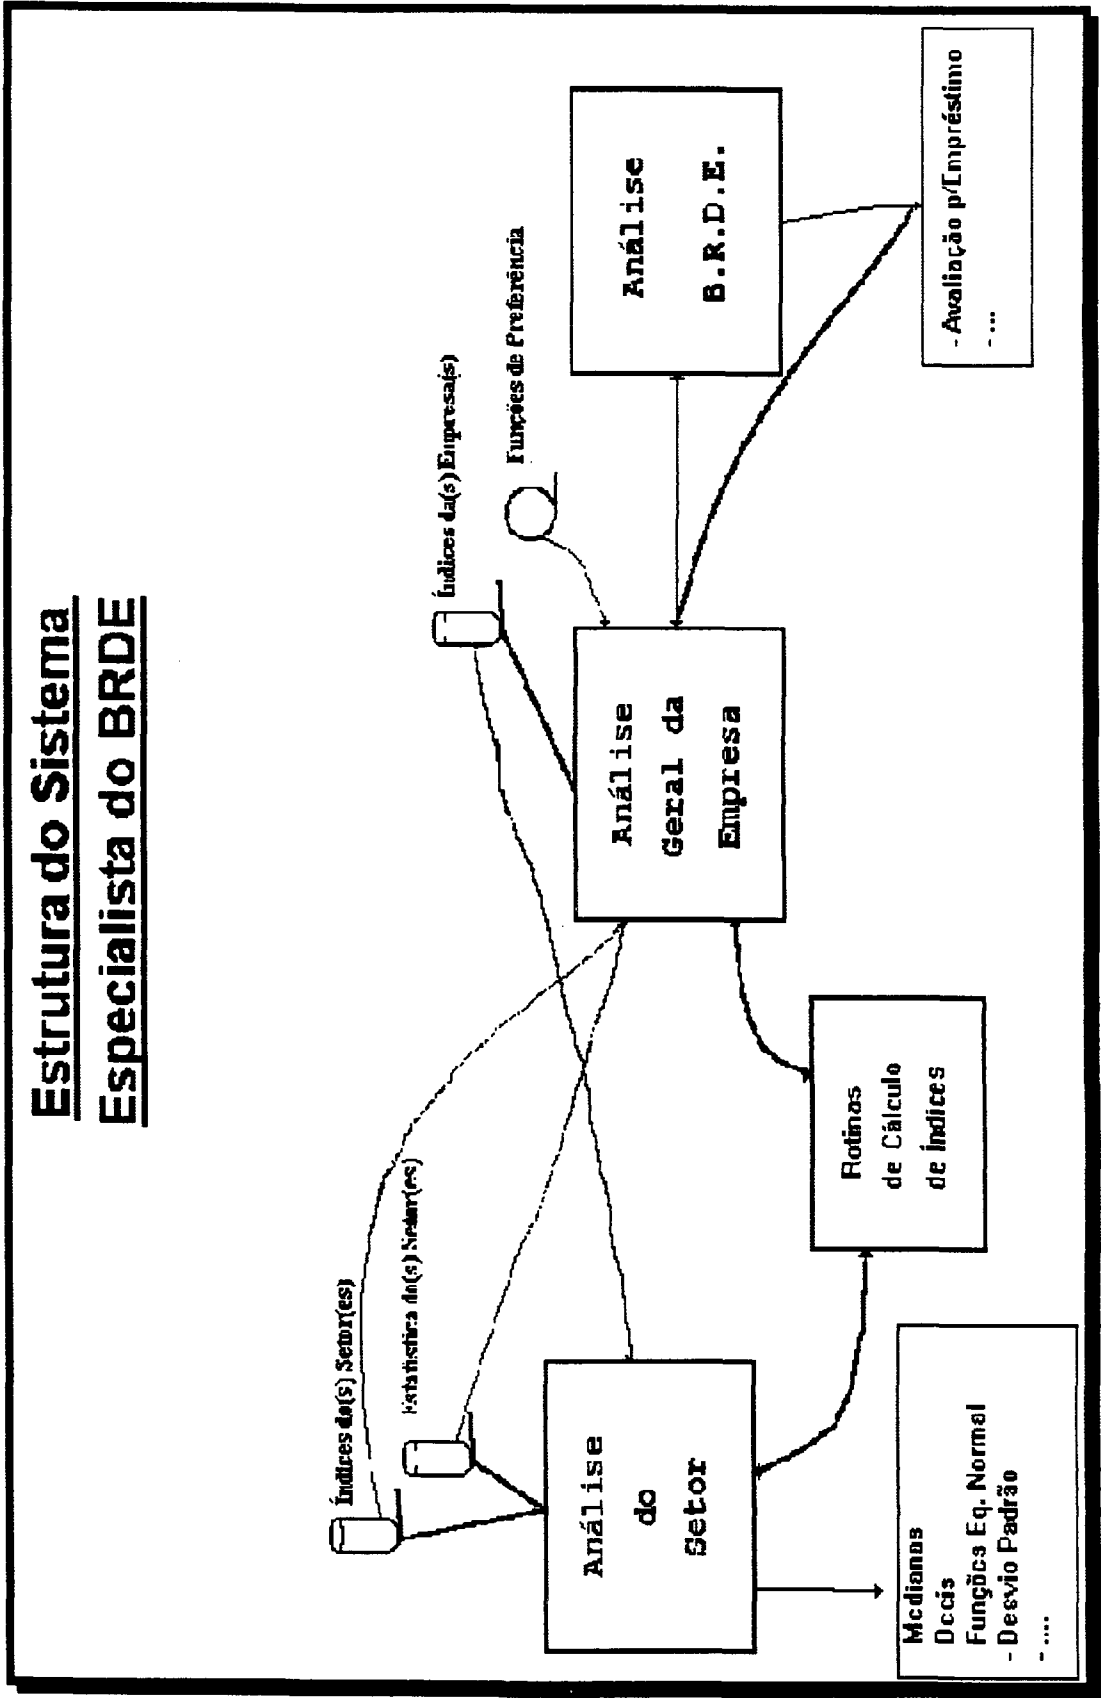 Estrutura do Sistema
Especialista do BRDE
Índices do(s) Setor(es)
Estatística do(s) Setor(es)
Índices da(s) Empresa(s)
Funções de Preferência
Análise
do
Setor
Análise
Geral da
Empresa
Análise
B.R.D.E.
Rotinas
de Cálculo
de Índices
Medianas
Decis
Funções Eq. Normal
- Desvio Padrão
- ....
- Avaliação p/Empréstimo
- ...